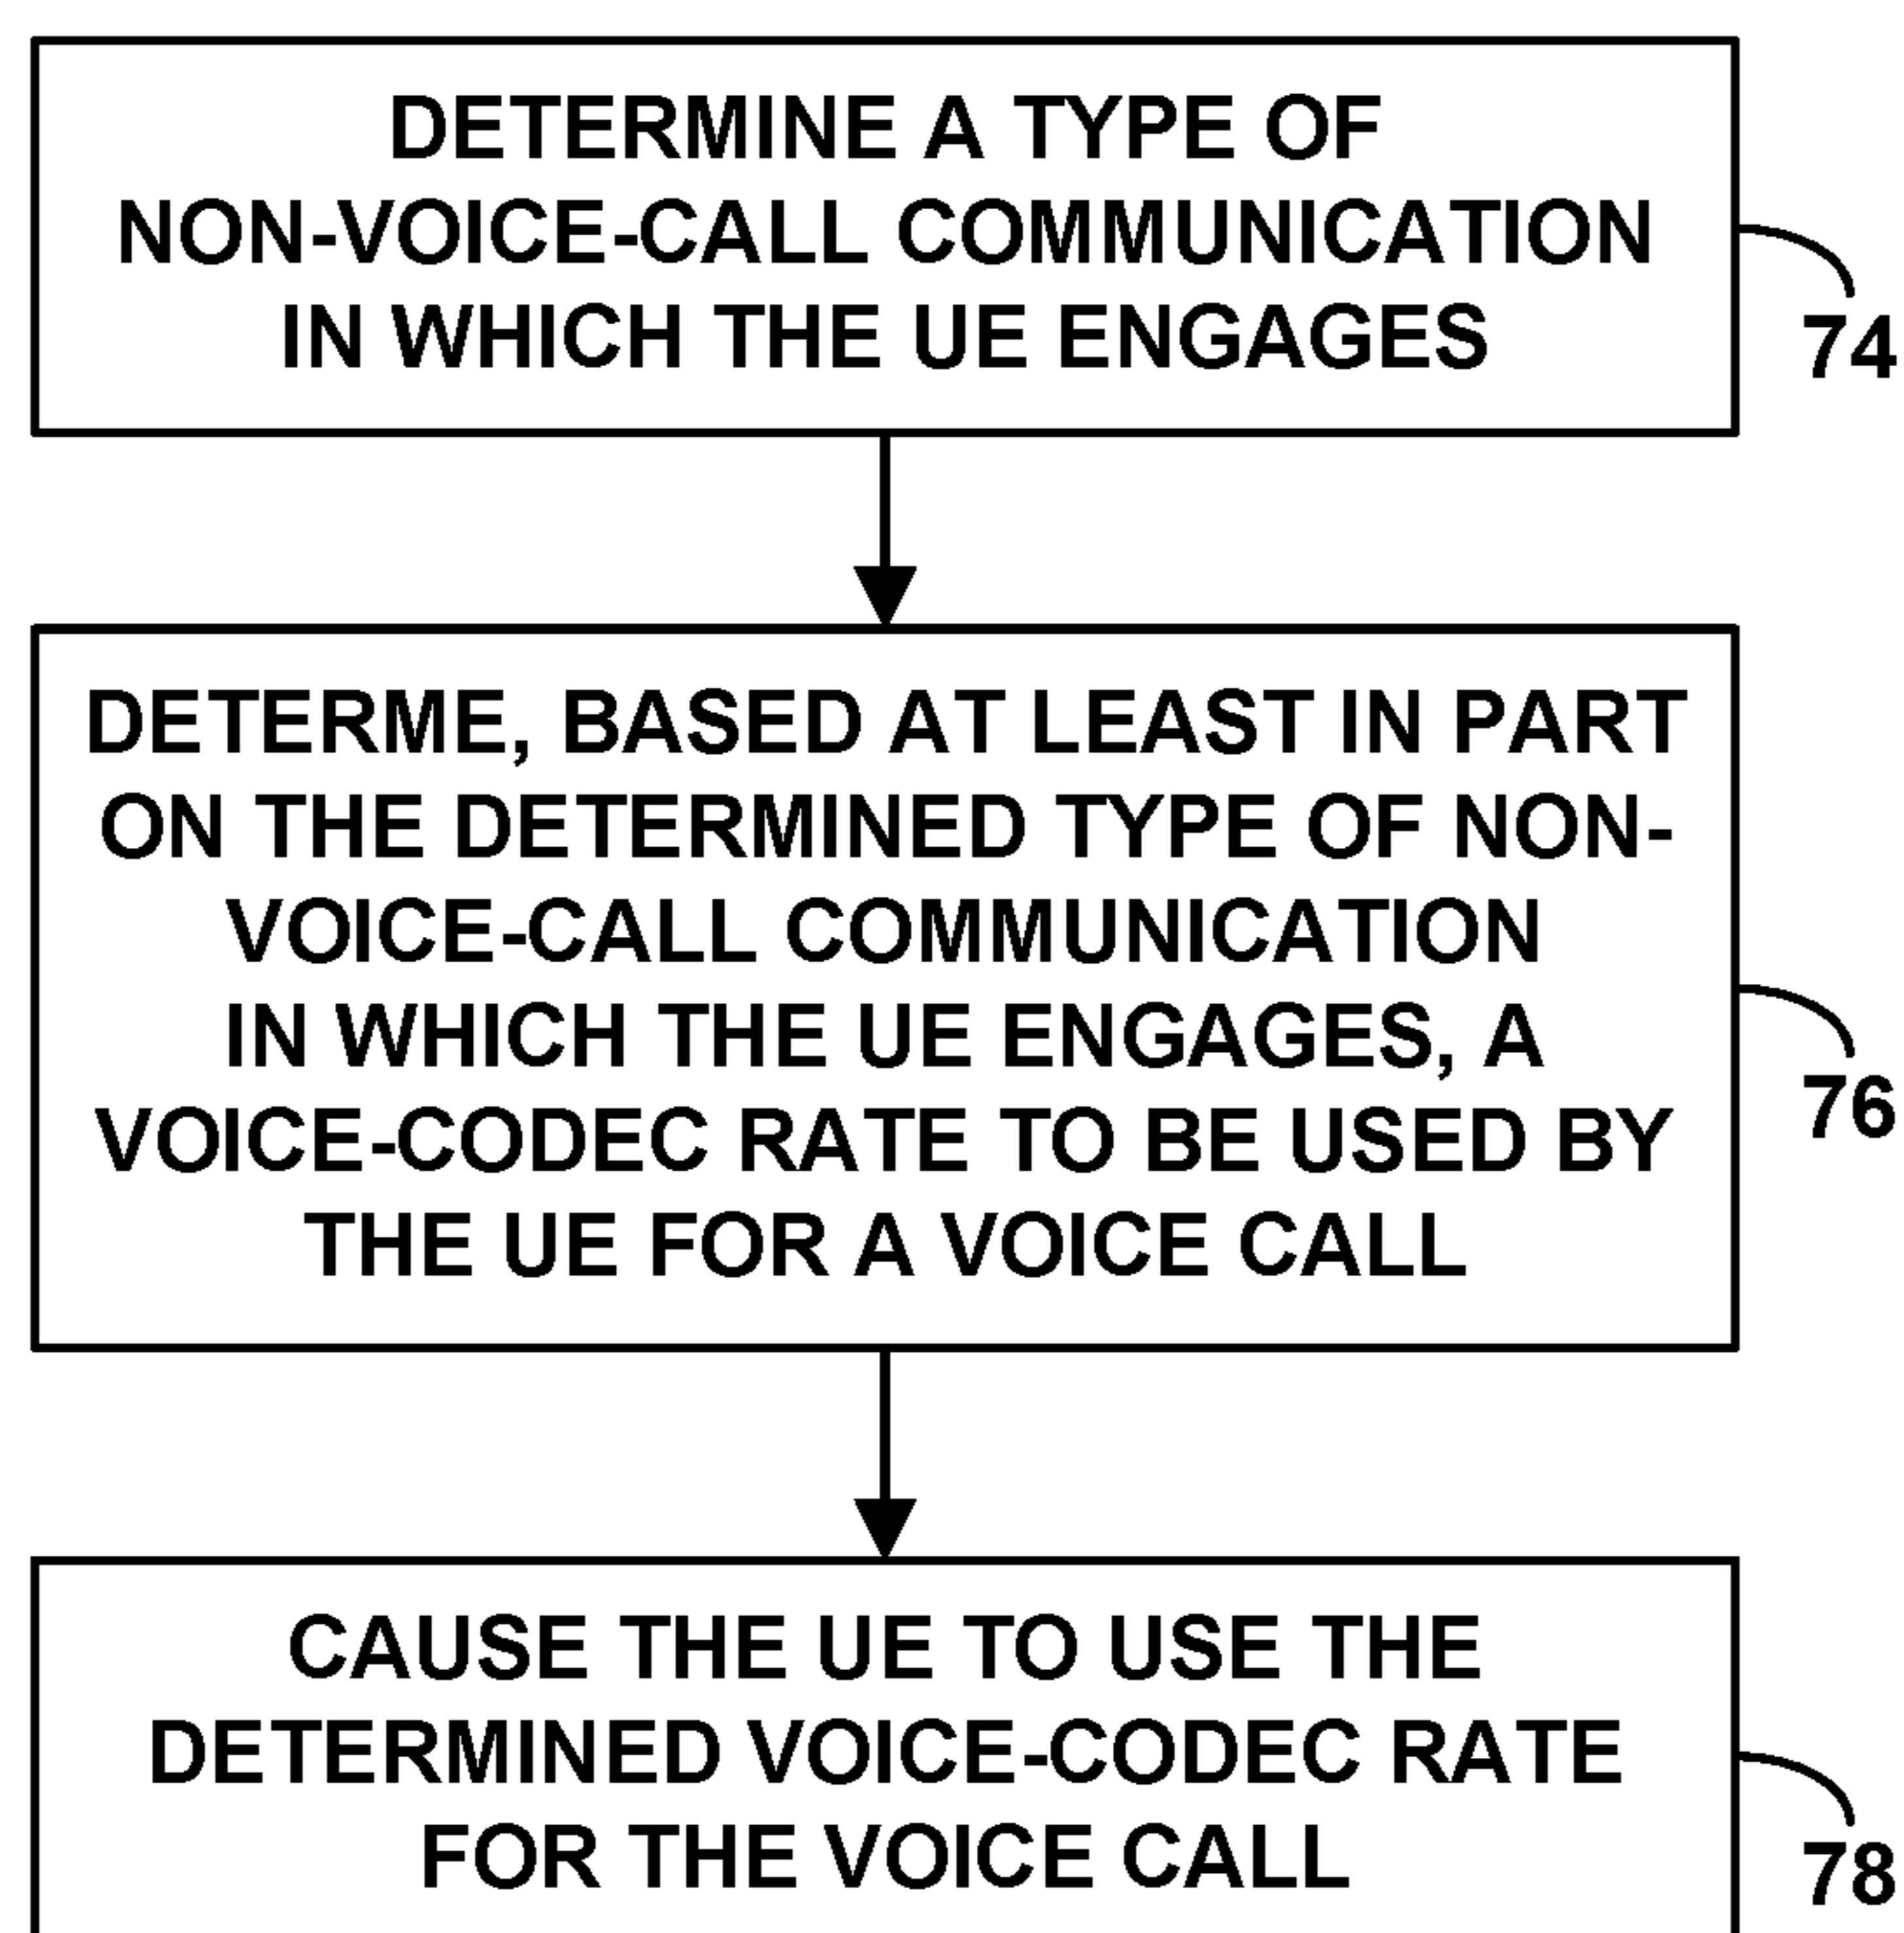 DETERMINE A TYPE OF
NON-VOICE-CALL COMMUNICATION
IN WHICH THE UE ENGAGES
74
DETERME, BASED AT LEAST IN PART
ON THE DETERMINED TYPE OF NON-
VOICE-CALL COMMUNICATION
IN WHICH THE UE ENGAGES, A
VOICE-CODEC RATE TO BE USED BY
THE UE FOR A VOICE CALL
76
CAUSE THE UE TO USE THE
DETERMINED VOICE-CODEC RATE
FOR THE VOICE CALL
78